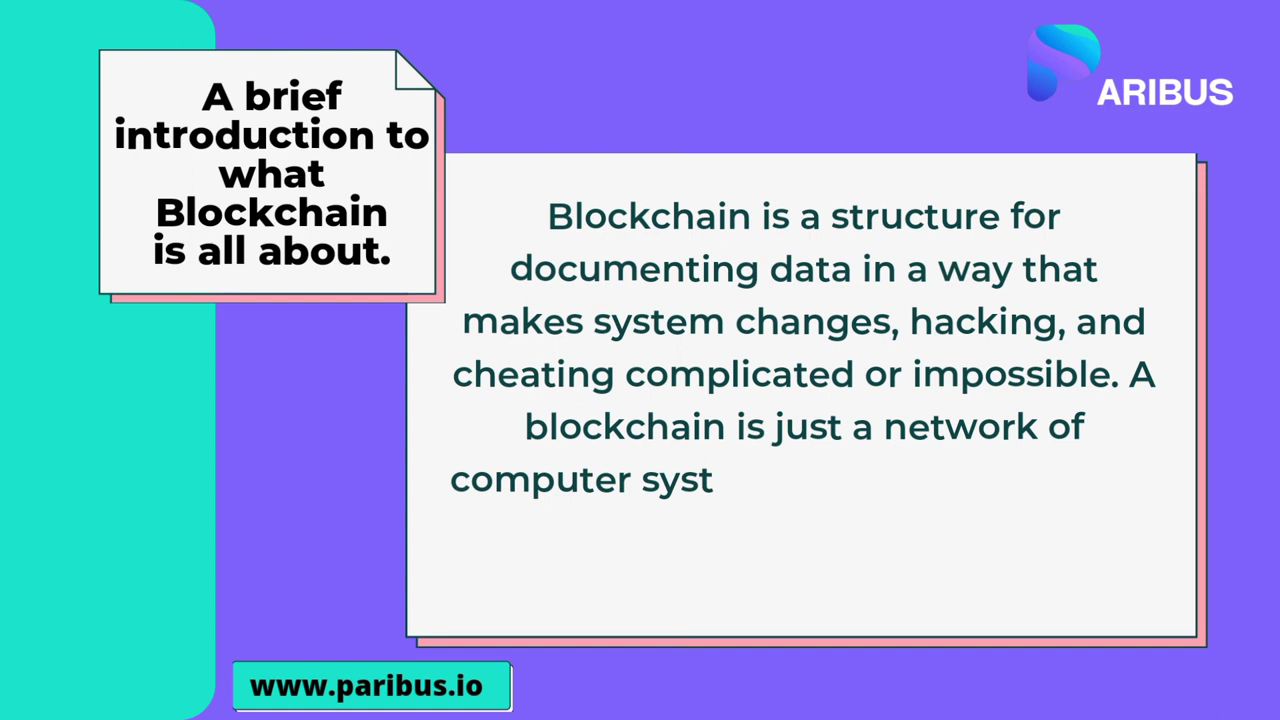 A brief
introduction to
what
Blockchain
is all about.
ARIBUS
Blockchain is a structure for
documenting data in a way that
makes system changes, hacking, and
cheating complicated or impossible. A
blockchain is just a network of
computer syst
www.paribus.io